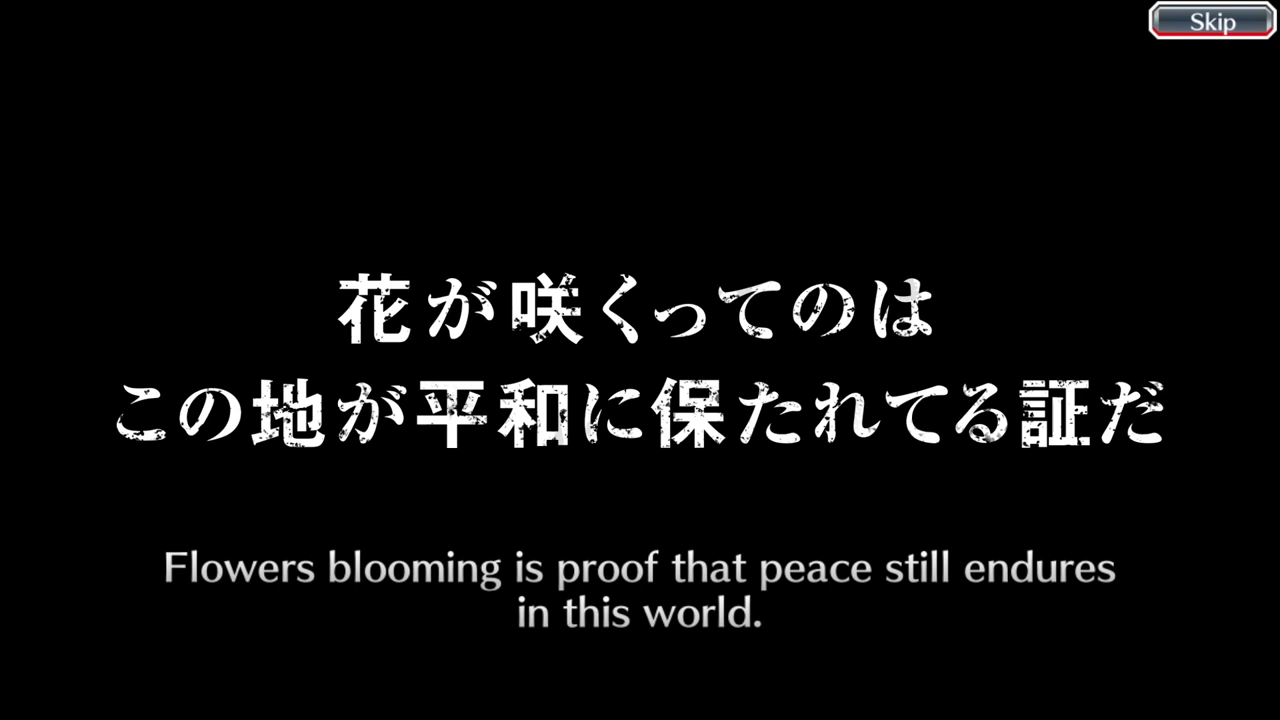 Skip
花が咲くってのは
この地が平和に保たれてる証だ
Flowers blooming is proof that peace still endures
in this world.